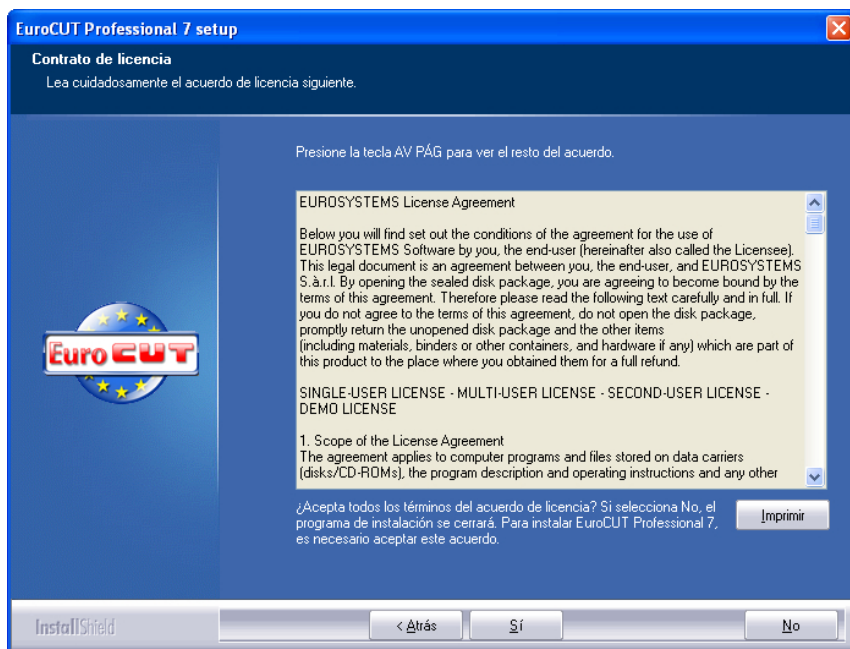 EuroCUT Professional 7 setup
Contrato de licencia
Lea cuidadosamente el acuerdo de licencia siguiente.
Presione la tecla AV PÁG para ver el resto del acuerdo.
EUROSYSTEMS License Agreement
Below you will find set out the conditions of the agreement for the use of
EUROSYSTEMS Software by you, the end-user (hereinafter also called the Licensee).
This legal document is an agreement between you, the end-user, and EUROSYSTEMS
S.à.r.l. By opening the sealed disk package, you are agreeing to become bound by the
terms of this agreement. Therefore please read the following text carefully and in full. If
you do not agree to the terms of this agreement, do not open the disk package,
promptly return the unopened disk package and the other items
(including materials, binders or other containers, and hardware if any) which are part of
this product to the place where you obtained them for a full refund.
SINGLE-USER LICENSE - MULTI-USER LICENSE - SECOND-USER LICENSE -
DEMO LICENSE
1. Scope of the License Agreement
The agreement applies to computer programs and files stored on data carriers
(disks/CD-ROMs), the program description and operating instructions and any other
Euro CUT
¿Acepta todos los términos del acuerdo de licencia? Si selecciona No, el
programa de instalación se cerrará. Para instalar EuroCUT Professional 7,
es necesario aceptar este acuerdo.
Imprimir
InstallShield
< Atrás
Sí
No